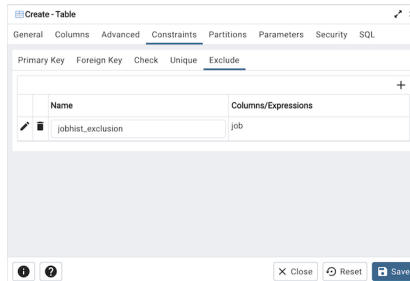 Create - Table
General Columns Advanced Constraints Partitions Parameters Security SQL
Primary Key Foreign Key Check Unique Exclude
Name Columns/Expressions
jobhist_exclusion job
Close Reset Save